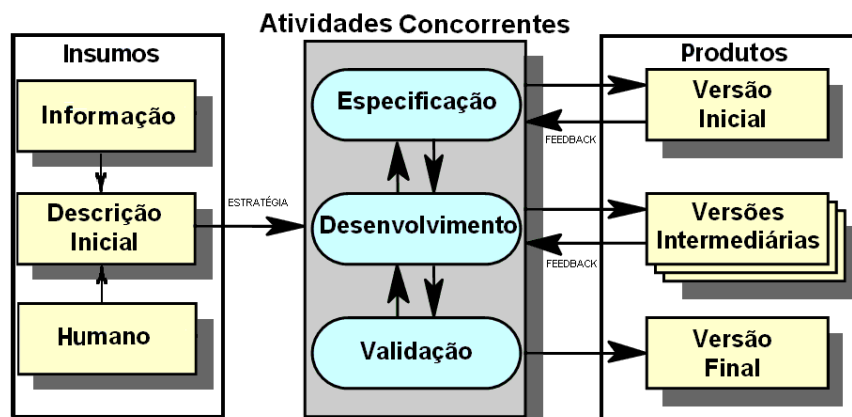 Atividades Concorrentes
Insumos
Informação
Descrição
Inicial
Humano
ESTRATÉGIA
Especificação
Desenvolvimento
Validação
FEEDBACK
FEEDBACK
Produtos
Versão
Inicial
Versões
Intermediárias
Versão
Final